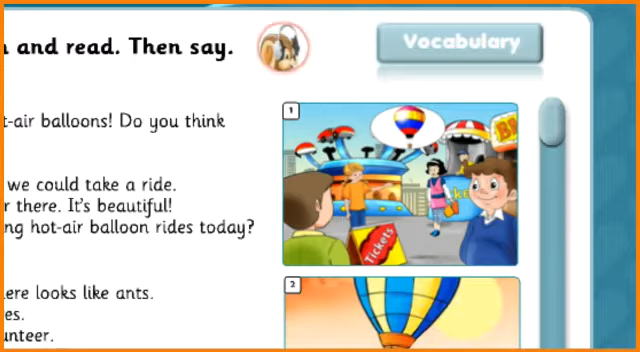 and read. Then say.
Vocabulary
t-air balloons! Do you think
1
we could take a ride.
r there. It's beautiful!
ng hot-air balloon rides today?
Tickets
ere looks like ants.
2
es.
unteer.